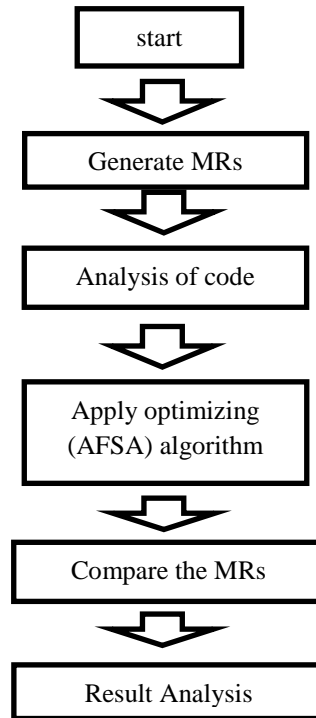 start
Generate MRs
Analysis of code
Apply optimizing
(AFSA) algorithm
Compare the MRs
Result Analysis